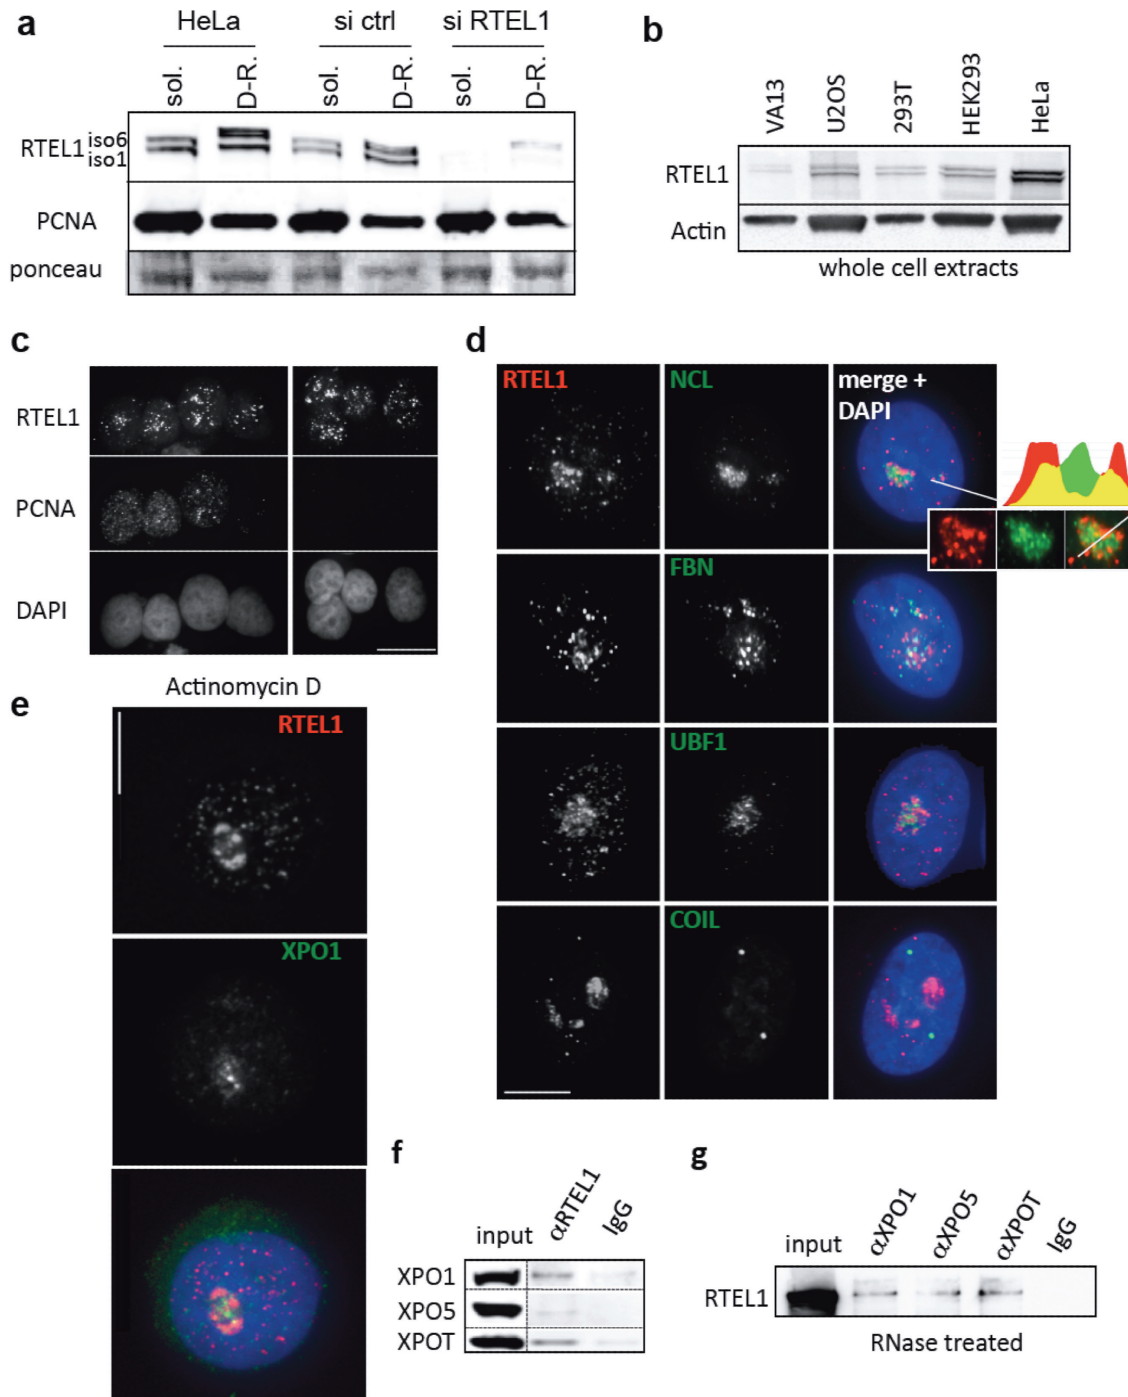 a
HeLa si ctrl si RTEL1
sol. D-R. sol. D-R. sol. D-R.
RTEL1 iso6
iso1
PCNA
ponceau
b
VA13 U2OS 293T HEK293 HeLa
RTEL1
Actin
whole cell extracts
c
RTEL1
PCNA
DAPI
d
RTEL1 NCL merge +
DAPI
FBN
UBF1
COIL
e
Actinomycin D
RTEL1
XPO1
f
input αRTEL1 IgG
XPO1
XPO5
XPOT
g
input αXPO1 αXPO5 αXPOT IgG
RTEL1
RNase treated